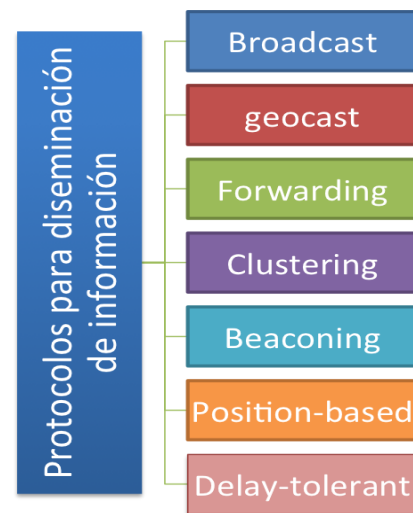 Protocolos para diseminación
de información
Broadcast
geocast
Forwarding
Clustering
Beaconing
Position-based
Delay-tolerant